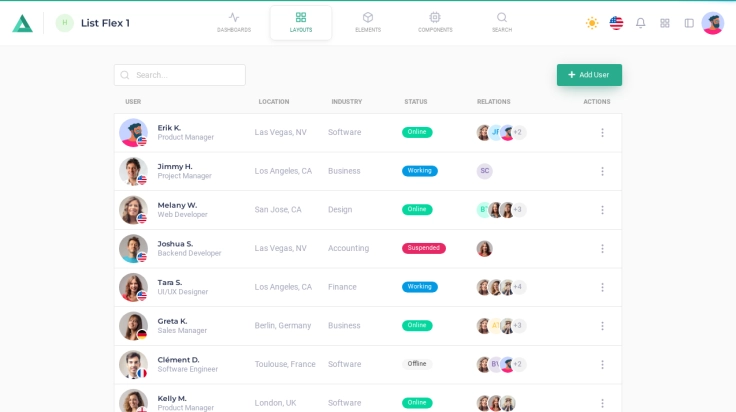 H
List Flex 1
DASHBOARDS
LAYOUTS
ELEMENTS
COMPONENTS
SEARCH
Search...
Add User
USER LOCATION INDUSTRY STATUS RELATIONS ACTIONS
Erik K.
Product Manager
Las Vegas, NV Software Online +2
Jimmy H.
Project Manager
Los Angeles, CA Business Working SC
Melany W.
Web Developer
San Jose, CA Design Online +3
Joshua S.
Backend Developer
Las Vegas, NV Accounting Suspended
Tara S.
UI/UX Designer
Los Angeles, CA Finance Working +4
Greta K.
Sales Manager
Berlin, Germany Business Online +3
Clément D.
Software Engineer
Toulouse, France Software Offline +2
Kelly M.
Product Manager
London, UK Software Online